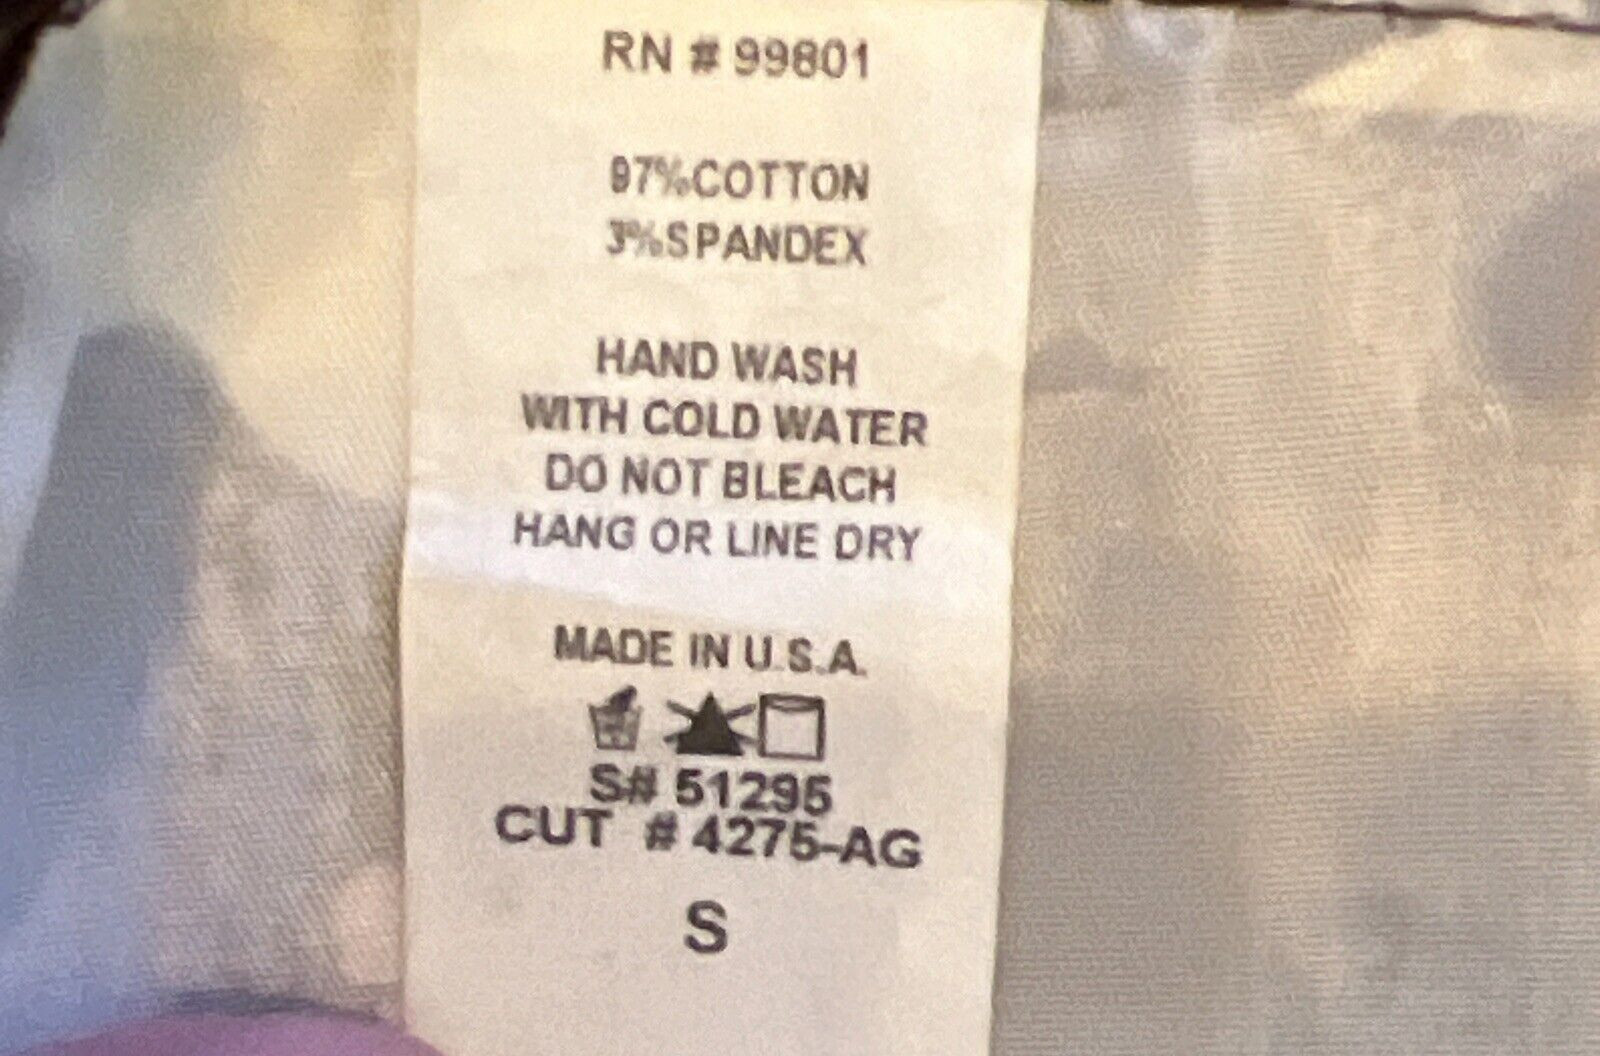 RN # 99801
97%COTTON
3%SPANDEX
HAND WASH
WITH COLD WATER
DO NOT BLEACH
HANG OR LINE DRY
MADE IN U.S.A.
S# 51295
CUT # 4275-AG
S